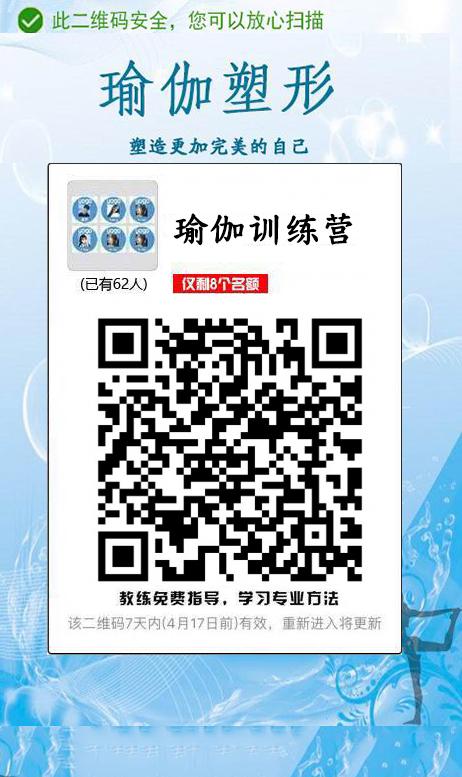 此二维码安全，您可以放心扫描
瑜伽塑形
塑造更加完美的自己
瑜伽训练营
(已有62人)
仅剩8个名额
教练免费指导，学习专业方法
该二维码7天内(4月17日前)有效，重新进入将更新